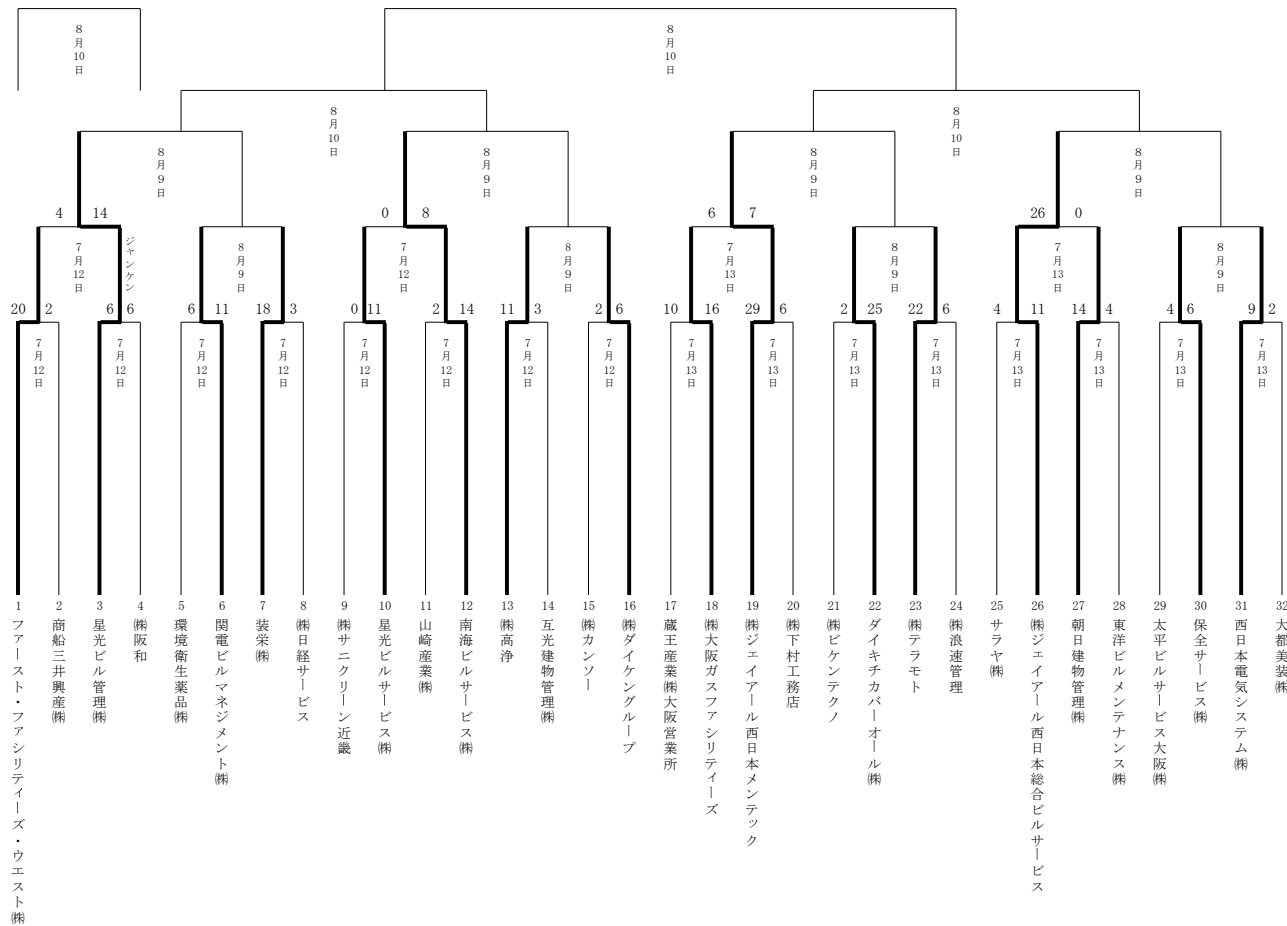 8月10日
8月10日
8月10日
8月10日
8月9日
8月9日
8月9日
8月9日
4 14
0 8
6 7
26 0
7月12日
ジャンケン
8月9日
7月12日
8月9日
7月13日
8月9日
7月13日
8月9日
20 2
6 6
6 11
18 3
0 11
2 14
11 3
2 6
10 16
29 6
2 25
22 6
4 11
14 4
4 6
9 2
7月12日
7月12日
7月12日
7月12日
7月12日
7月12日
7月12日
7月12日
7月13日
7月13日
7月13日
7月13日
7月13日
7月13日
7月13日
7月13日
1 ファースト・ファシリティーズ・ウエスト㈱
2 商船三井興産㈱
3 星光ビル管理㈱
4 ㈱阪和
5 環境衛生薬品㈱
6 関電ビルマネジメント㈱
7 装栄㈱
8 ㈱日経サービス
9 ㈱サニクリーン近畿
10 星光ビルサービス㈱
11 山崎産業㈱
12 南海ビルサービス㈱
13 ㈱高浄
14 互光建物管理㈱
15 ㈱カンソー
16 ㈱ダイケングループ
17 蔵王産業㈱大阪営業所
18 ㈱大阪ガスファシリティーズ
19 ㈱ジェイアール西日本メンテック
20 ㈱下村工務店
21 ㈱ビケンテクノ
22 ダイキチカバーオール㈱
23 ㈱テラモト
24 ㈱浪速管理
25 サラヤ㈱
26 ㈱ジェイアール西日本総合ビルサービス
27 朝日建物管理㈱
28 東洋ビルメンテナンス㈱
29 太平ビルサービス大阪㈱
30 保全サービス㈱
31 西日本電気システム㈱
32 大都美装㈱